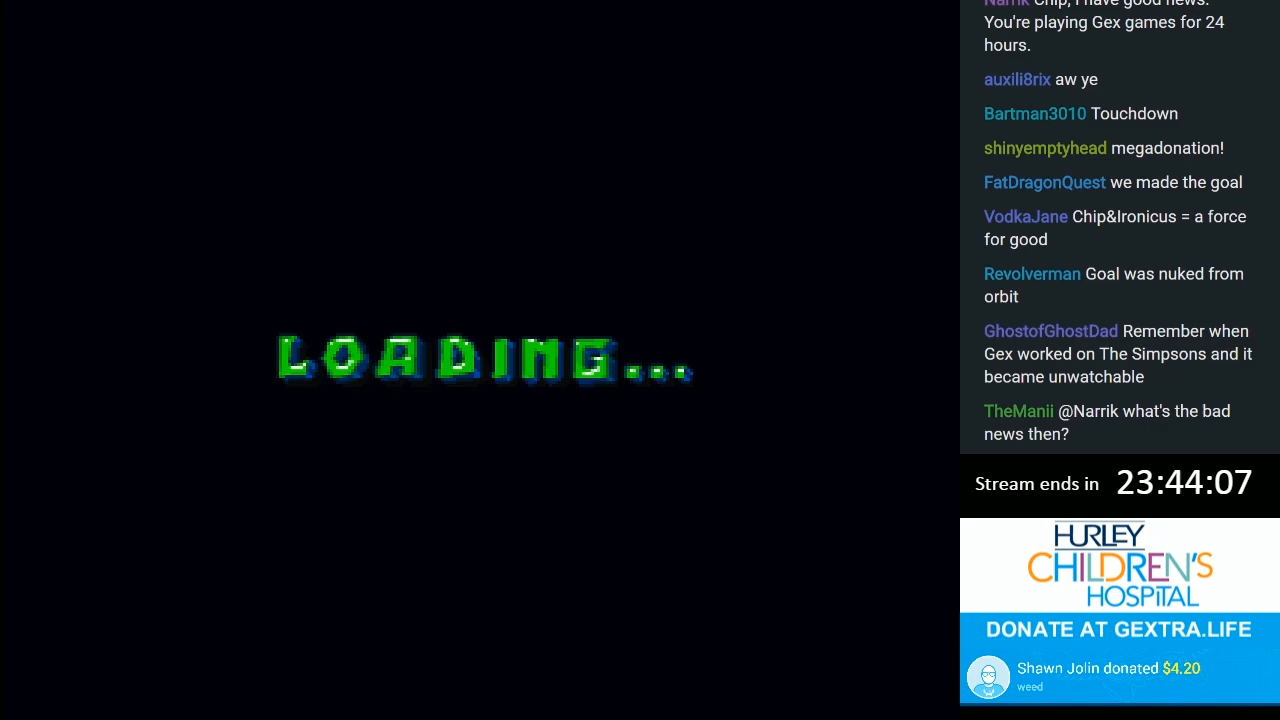 LOADING...
Narrik Chip, I have good news.
You're playing Gex games for 24
hours.
auxili8rix aw ye
Bartman3010 Touchdown
shinyemptyhead megadonation!
FatDragonQuest we made the goal
VodkaJane Chip&Ironicus = a force
for good
Revolverman Goal was nuked from
orbit
GhostofGhostDad Remember when
Gex worked on The Simpsons and it
became unwatchable
TheManii @Narrik what's the bad
news then?
Stream ends in 23:44:07
HURLEY
CHILDREN'S
HOSPITAL
DONATE AT GEXTRA.LIFE
Shawn Jolin donated $4.20
weed